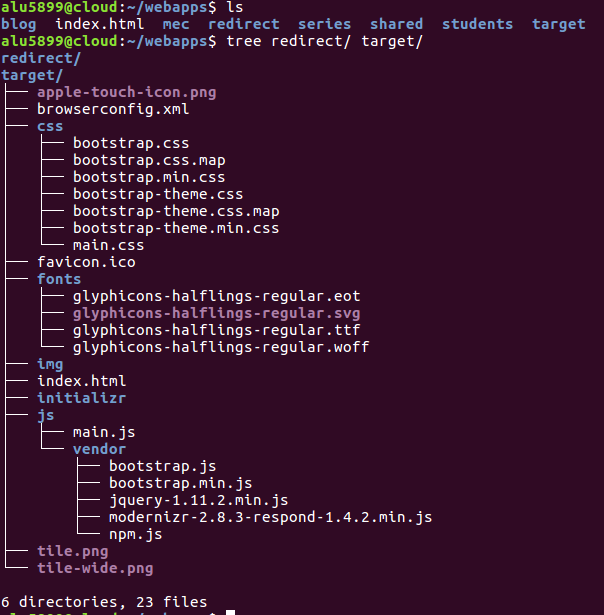 alu5899@cloud:~/webapps$ ls
blog  index.html  mec  redirect  series  shared  students  target
alu5899@cloud:~/webapps$ tree redirect/ target/
redirect/
target/
├── apple-touch-icon.png
├── browserconfig.xml
├── css
│   ├── bootstrap.css
│   ├── bootstrap.css.map
│   ├── bootstrap.min.css
│   ├── bootstrap-theme.css
│   ├── bootstrap-theme.css.map
│   ├── bootstrap-theme.min.css
│   └── main.css
├── favicon.ico
├── fonts
│   ├── glyphicons-halflings-regular.eot
│   ├── glyphicons-halflings-regular.svg
│   ├── glyphicons-halflings-regular.ttf
│   └── glyphicons-halflings-regular.woff
├── img
├── index.html
├── initializr
├── js
│   ├── main.js
│   └── vendor
│       ├── bootstrap.js
│       ├── bootstrap.min.js
│       ├── jquery-1.11.2.min.js
│       ├── modernizr-2.8.3-respond-1.4.2.min.js
│       └── npm.js
├── tile.png
└── tile-wide.png
6 directories, 23 files